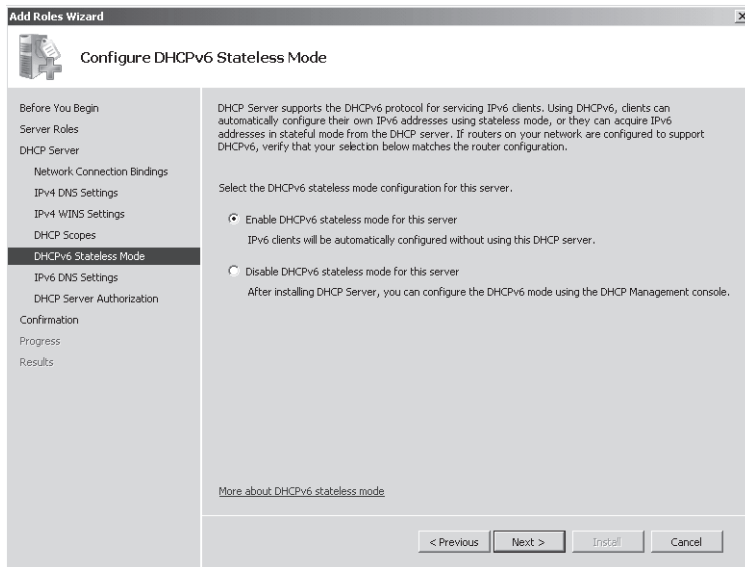 Add Roles Wizard
Configure DHCPv6 Stateless Mode
Before You Begin
Server Roles
DHCP Server
Network Connection Bindings
IPv4 DNS Settings
IPv4 WINS Settings
DHCP Scopes
DHCPv6 Stateless Mode
IPv6 DNS Settings
DHCP Server Authorization
Confirmation
Progress
Results
DHCP Server supports the DHCPv6 protocol for servicing IPv6 clients. Using DHCPv6, clients can
automatically configure their own IPv6 addresses using stateless mode, or they can acquire IPv6
addresses in stateful mode from the DHCP server. If routers on your network are configured to support
DHCPv6, verify that your selection below matches the router configuration.
Select the DHCPv6 stateless mode configuration for this server.
Enable DHCPv6 stateless mode for this server
IPv6 clients will be automatically configured without using this DHCP server.
Disable DHCPv6 stateless mode for this server
After installing DHCP Server, you can configure the DHCPv6 mode using the DHCP Management console.
More about DHCPv6 stateless mode
< Previous
Next >
Install
Cancel